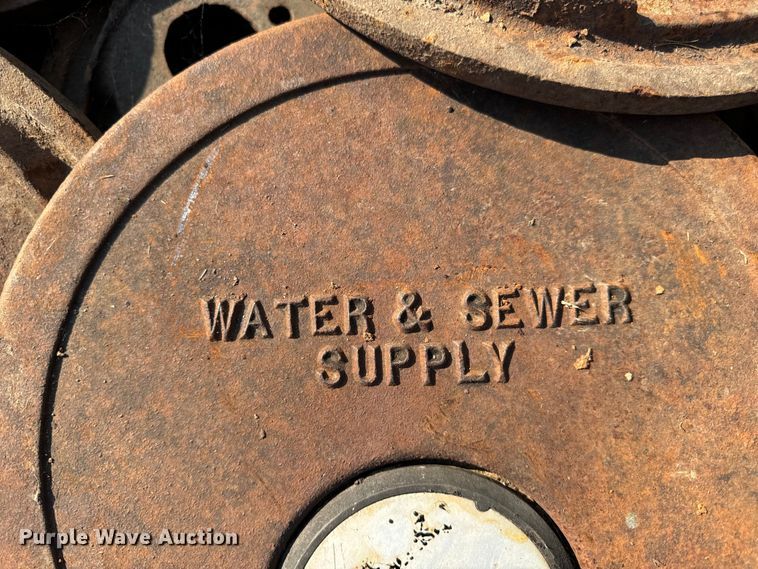 WATER & SEWER
SUPPLY
Purple Wave Auction